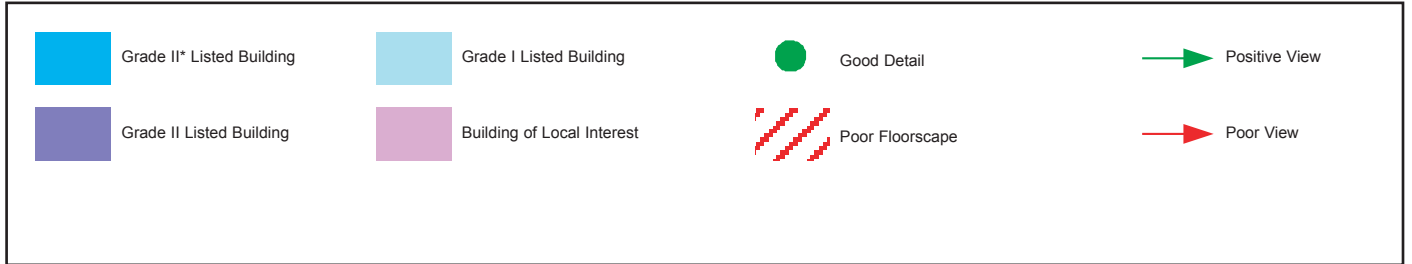 Grade II* Listed Building
Grade I Listed Building
Good Detail
Positive View
Grade II Listed Building
Building of Local Interest
Poor Floorscape
Poor View